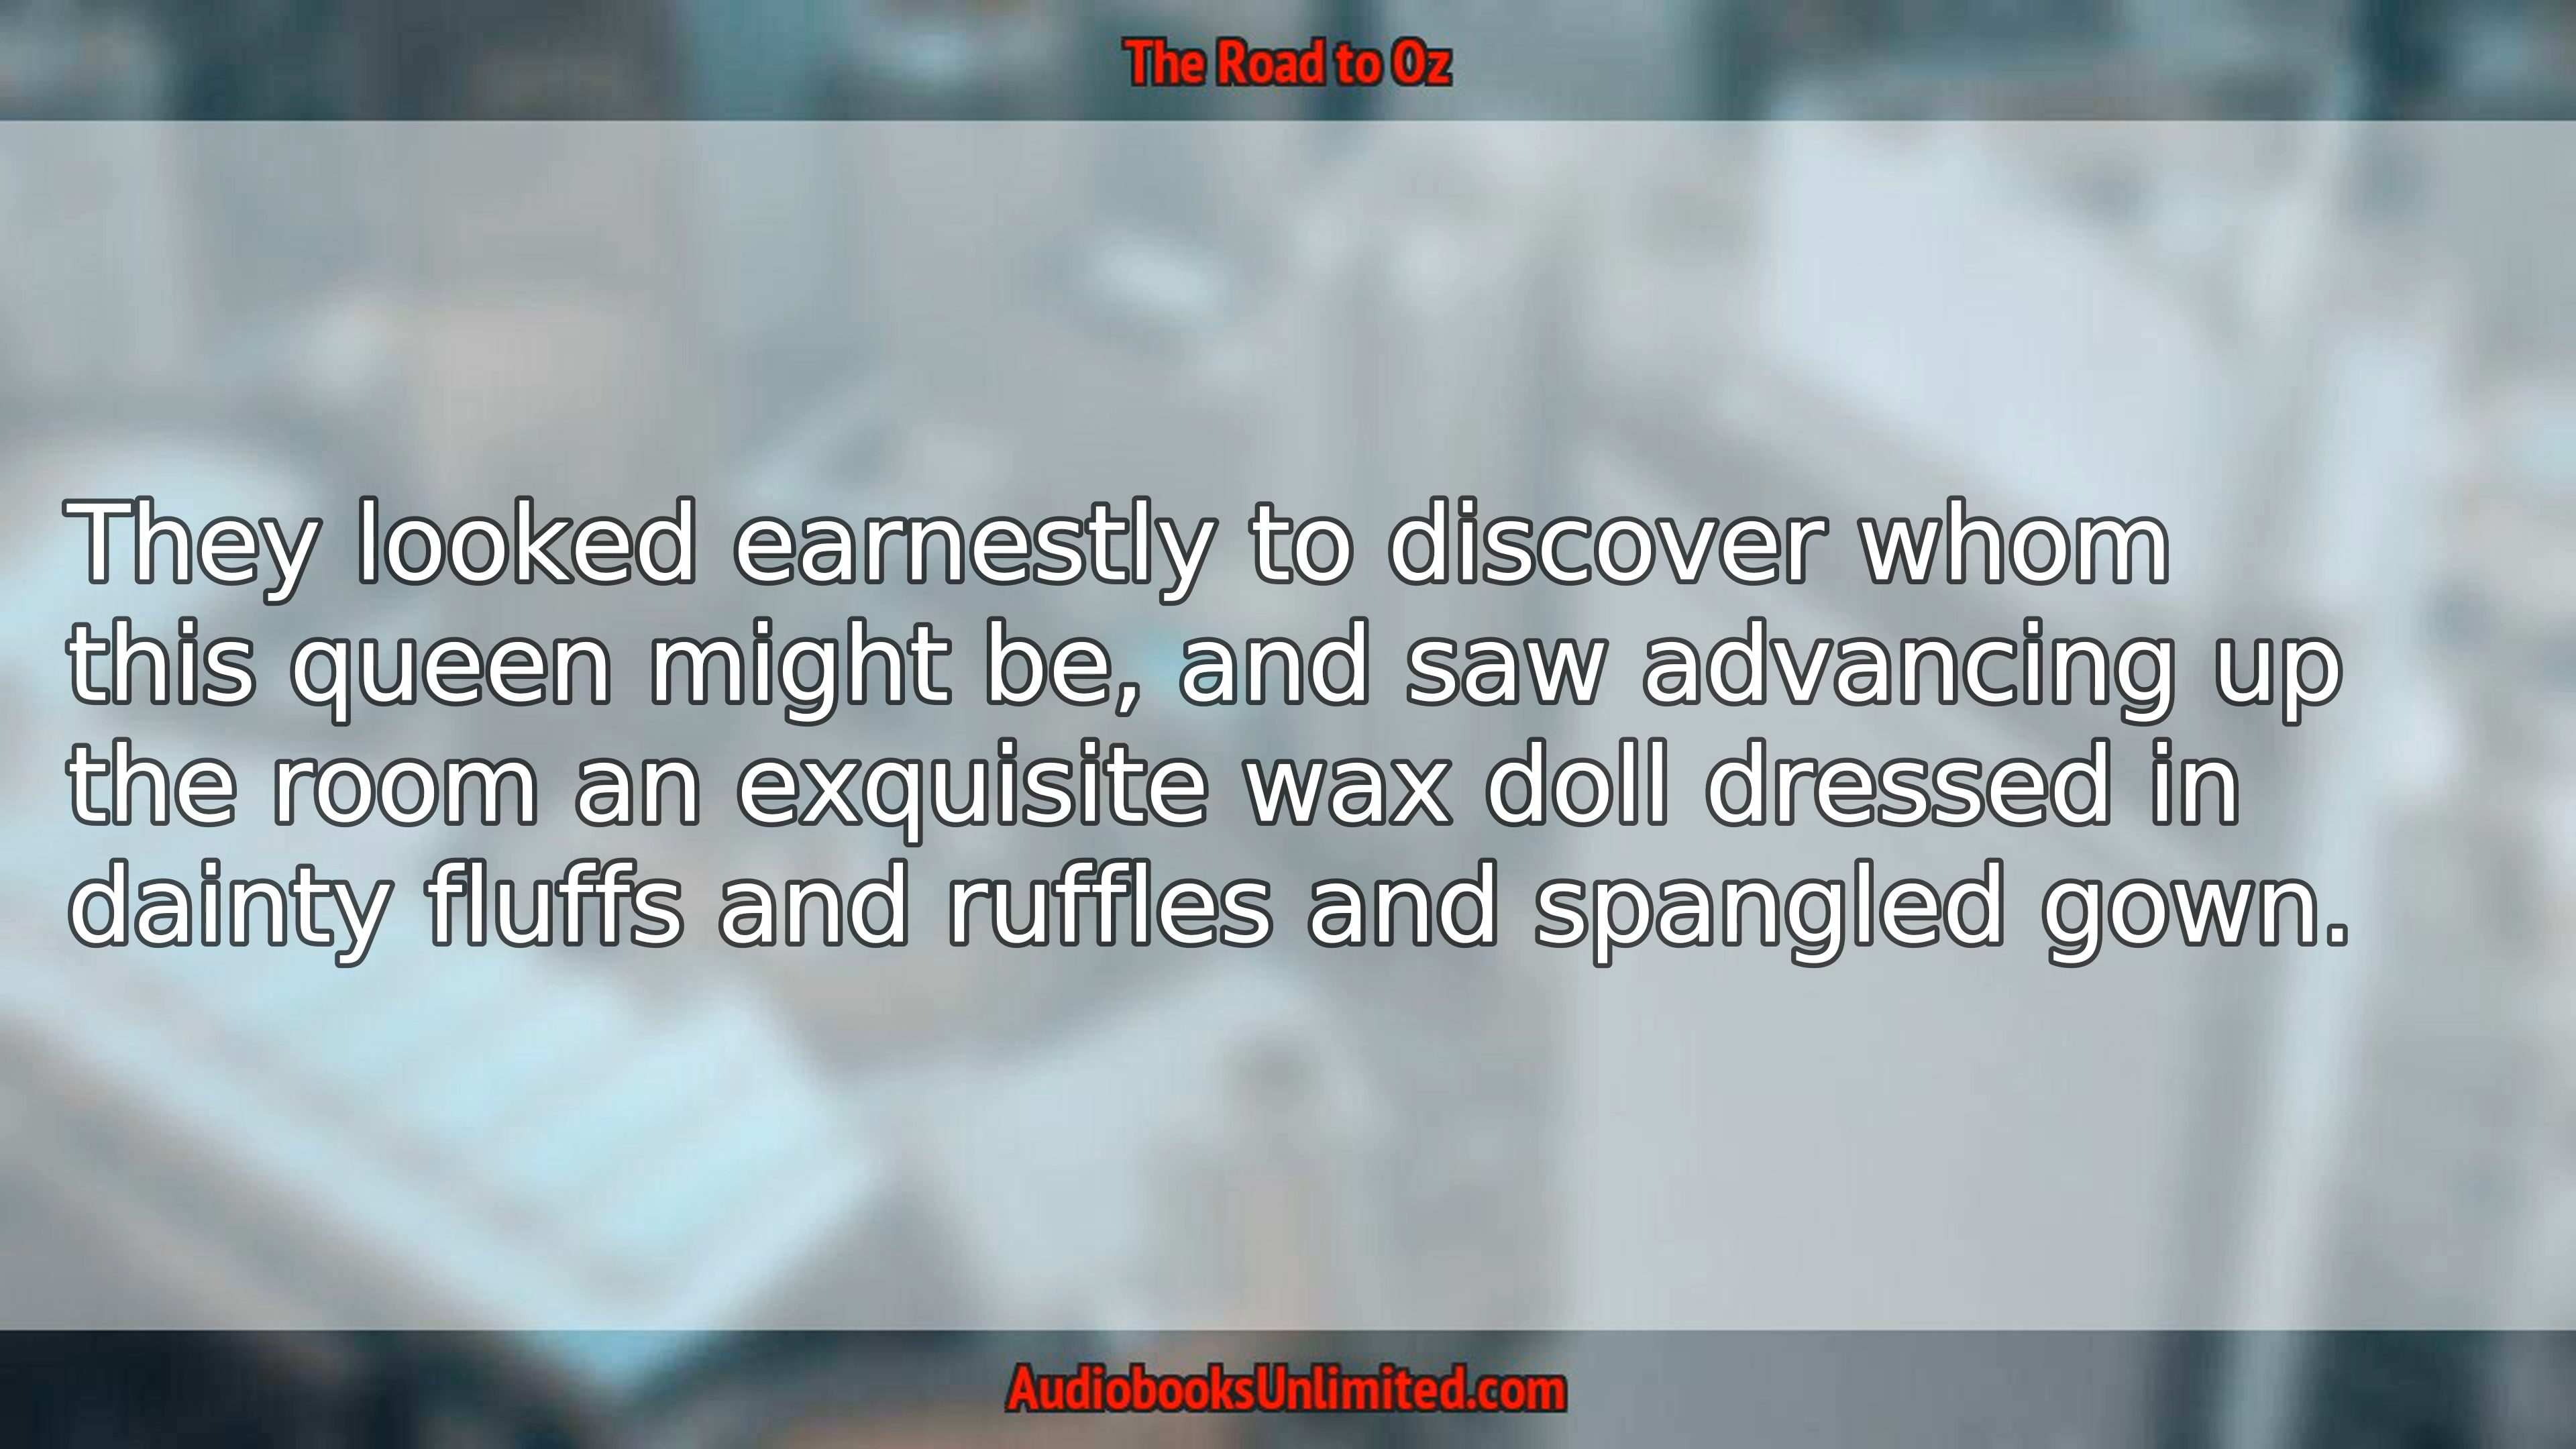 The Road to Oz
They looked earnestly to discover whom
this queen might be, and saw advancing up
the room an exquisite wax doll dressed in
dainty fluffs and ruffles and spangled gown.
AudiobooksUnlimited.com